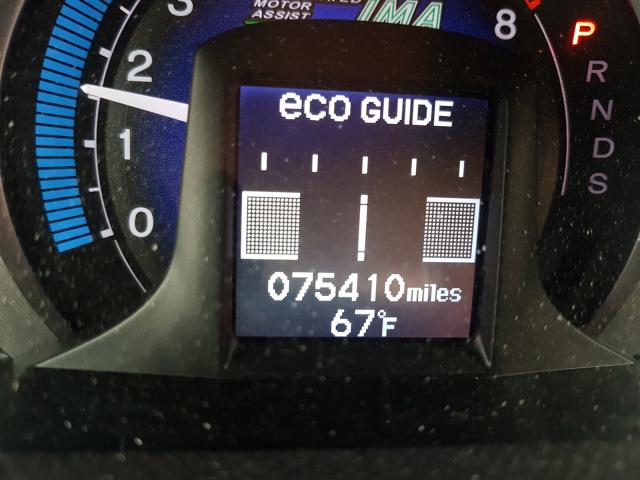 MOTOR
ASSIST
IMA
3
2
1
0
8
P
R
N
D
S
eco GUIDE
075410miles
67°F